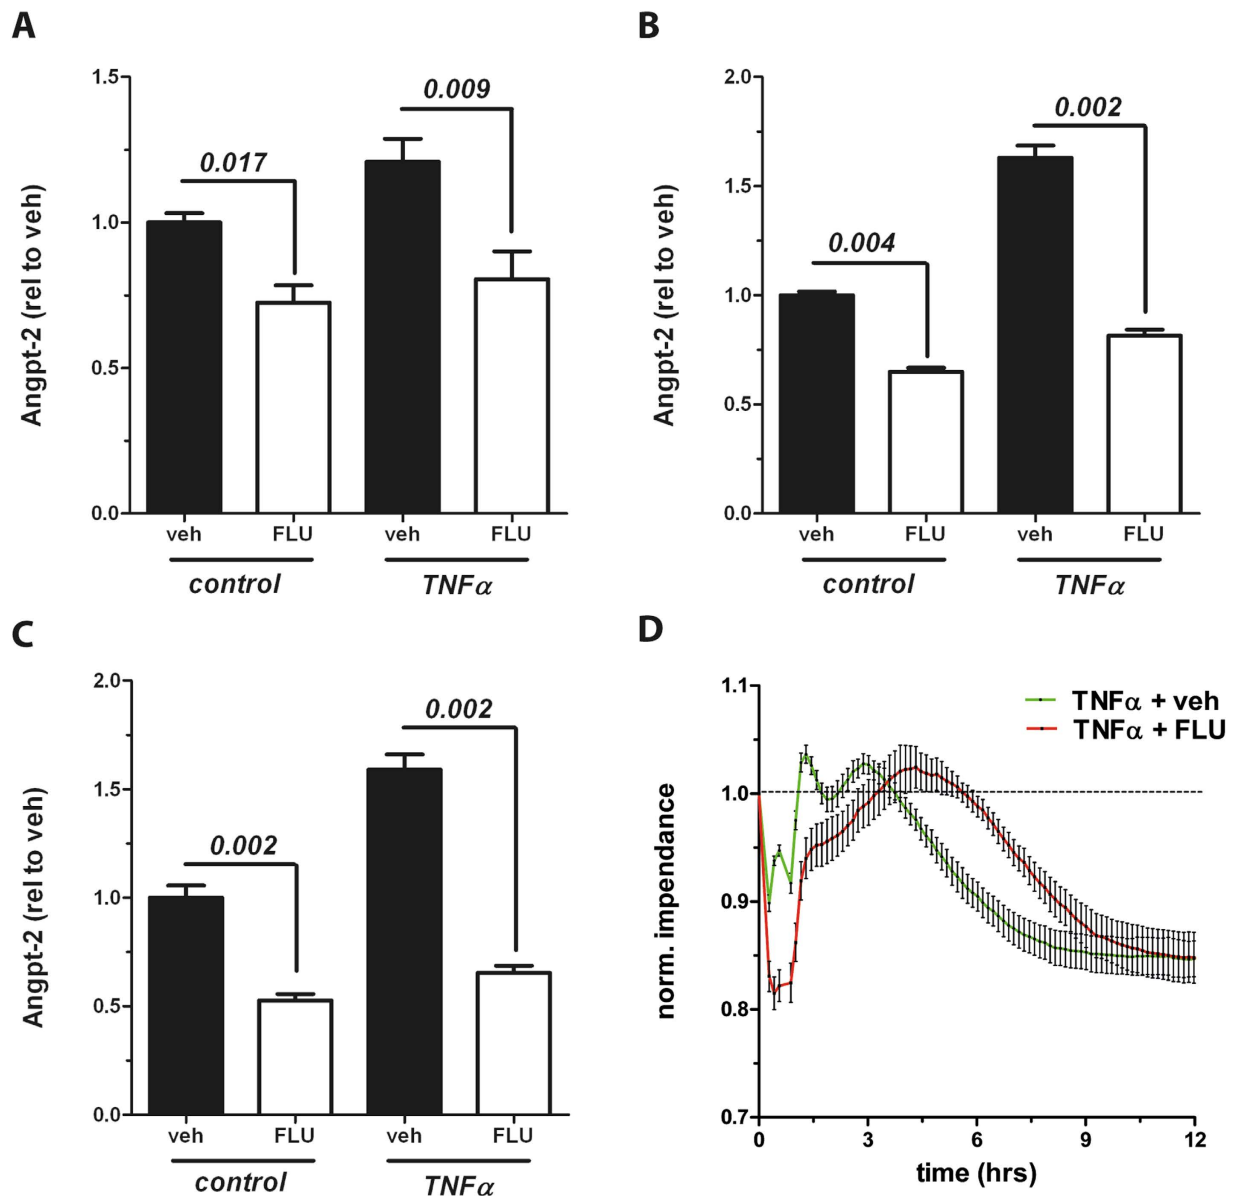 A
Angpt-2 (rel to veh)
1.5
1.0
0.5
0.0
0.017
0.009
veh FLU veh FLU
control TNFα
B
Angpt-2 (rel to veh)
2.0
1.5
1.0
0.5
0.0
0.004
0.002
veh FLU veh FLU
control TNFα
C
Angpt-2 (rel to veh)
2.0
1.5
1.0
0.5
0.0
0.002
0.002
veh FLU veh FLU
control TNFα
D
norm. impendance
1.1
1.0
0.9
0.8
0.7
TNFα + veh
TNFα + FLU
0 3 6 9 12
time (hrs)